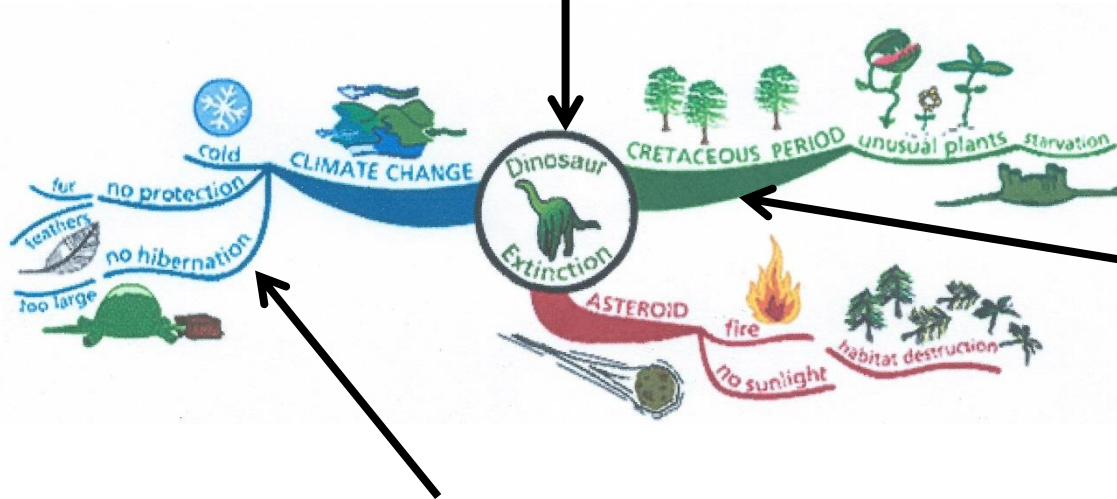 Dinosaur
Extinction
CLIMATE CHANGE
cold
no protection
fur
feathers
no hibernation
too large
CRETACEOUS PERIOD
unusual plants
starvation
ASTEROID
fire
no sunlight
habitat destruction